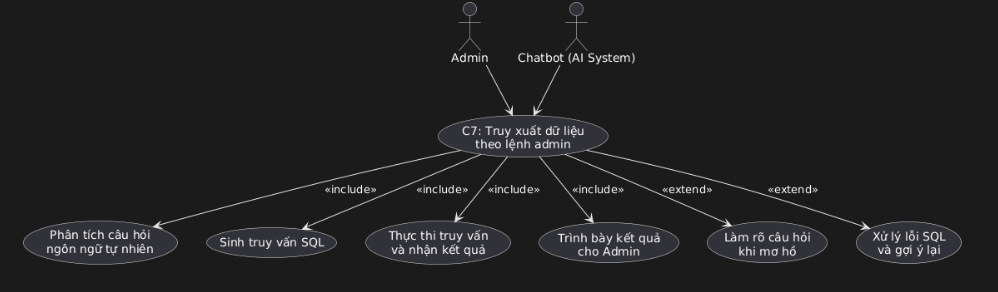 Admin
Chatbot (AI System)
C7: Truy xuất dữ liệu
theo lệnh admin
«include»
«include»
«include»
«include»
«extend»
«extend»
Phân tích câu hỏi
ngôn ngữ tự nhiên
Sinh truy vấn SQL
Thực thi truy vấn
và nhận kết quả
Trình bày kết quả
cho Admin
Làm rõ câu hỏi
khi mơ hồ
Xử lý lỗi SQL
và gợi ý lại